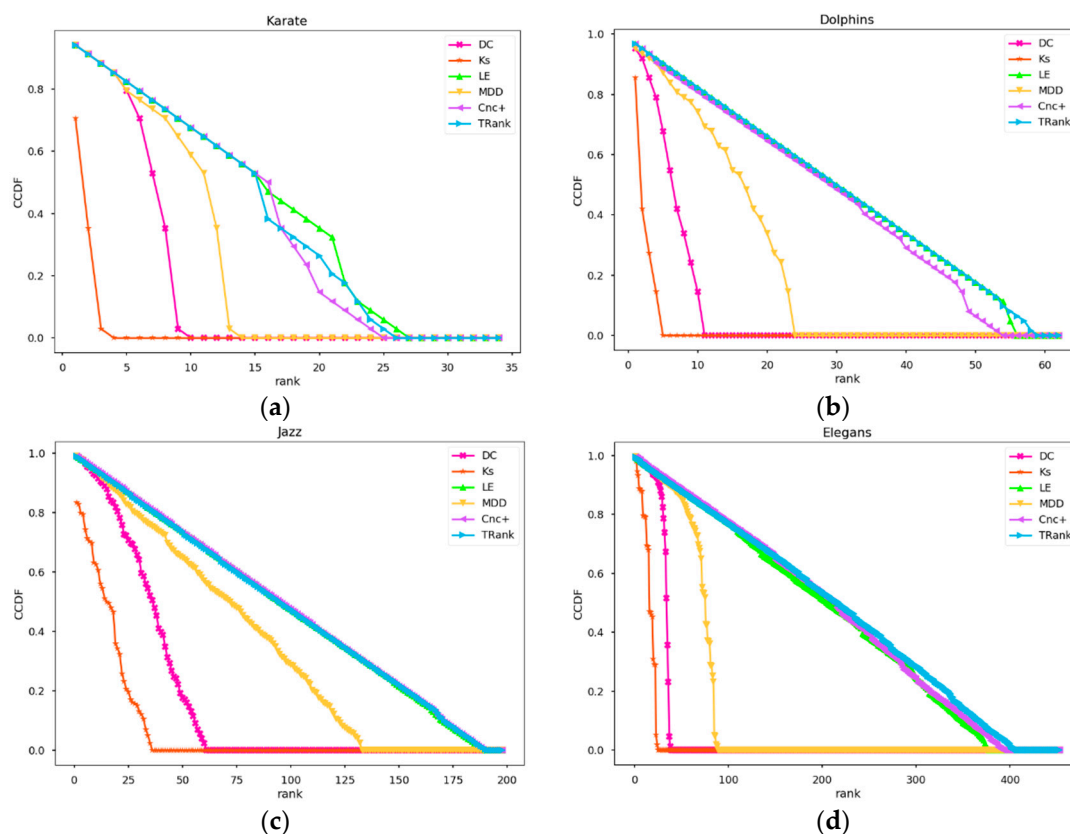 Karate
CCDF
0.8
0.6
0.4
0.2
0.0
0 5 10 15 20 25 30 35
rank
DC
Ks
LE
MDD
Cnc+
TRank
(a)
Dolphins
CCDF
1.0
0.8
0.6
0.4
0.2
0.0
0 10 20 30 40 50 60
rank
DC
Ks
LE
MDD
Cnc+
TRank
(b)
Jazz
CCDF
1.0
0.8
0.6
0.4
0.2
0.0
0 25 50 75 100 125 150 175 200
rank
DC
Ks
LE
MDD
Cnc+
TRank
(c)
Elegans
CCDF
1.0
0.8
0.6
0.4
0.2
0.0
0 100 200 300 400
rank
DC
Ks
LE
MDD
Cnc+
TRank
(d)